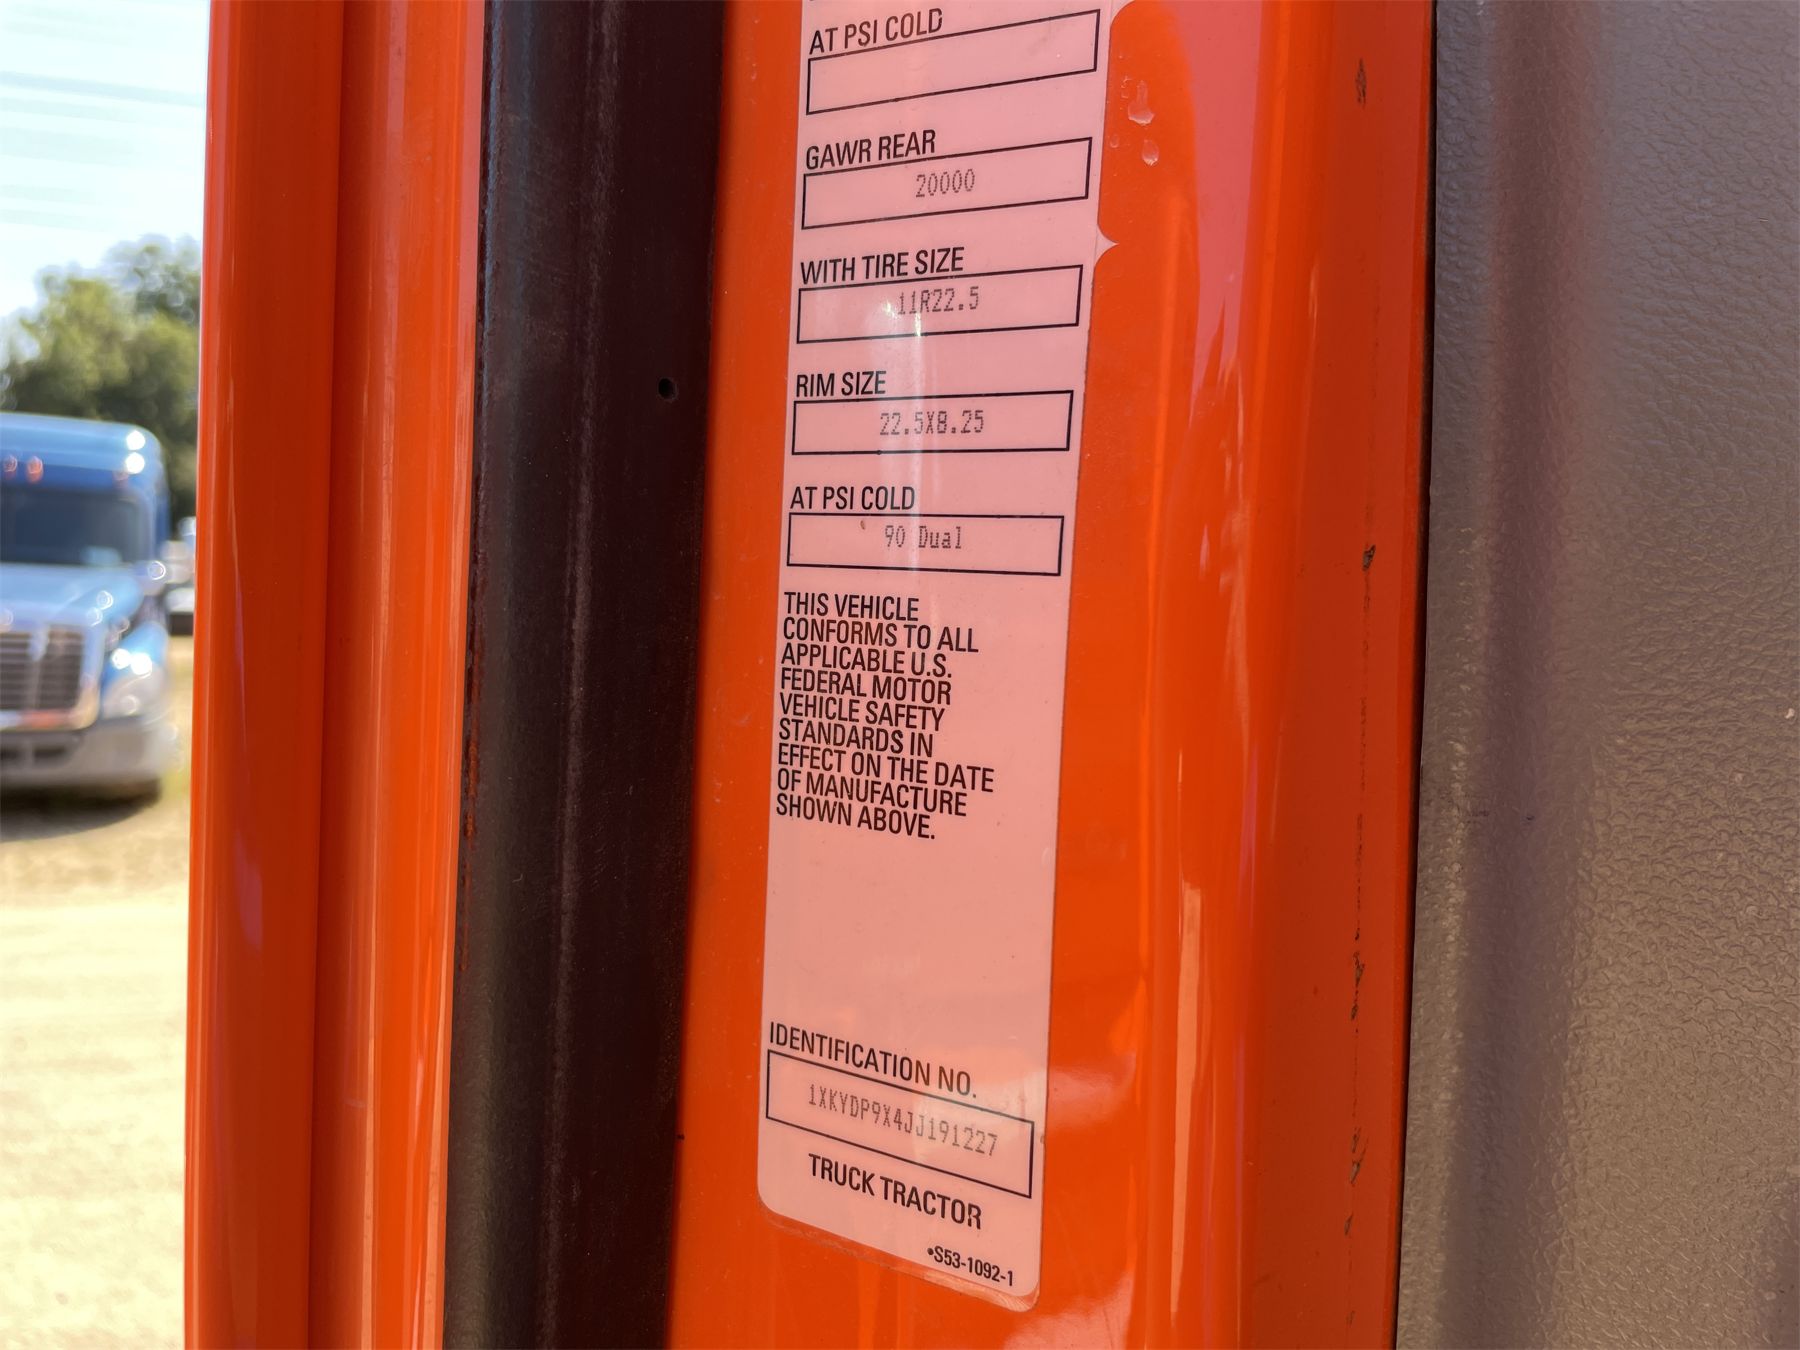 AT PSI COLD
GAWR REAR
20000
WITH TIRE SIZE
11R22.5
RIM SIZE
22.5X8.25
AT PSI COLD
90 Dual
THIS VEHICLE
CONFORMS TO ALL
APPLICABLE U.S.
FEDERAL MOTOR
VEHICLE SAFETY
STANDARDS IN
EFFECT ON THE DATE
OF MANUFACTURE
SHOWN ABOVE.
IDENTIFICATION NO.
1XKYDP9X4JJ191227
TRUCK TRACTOR
•S53-1092-1